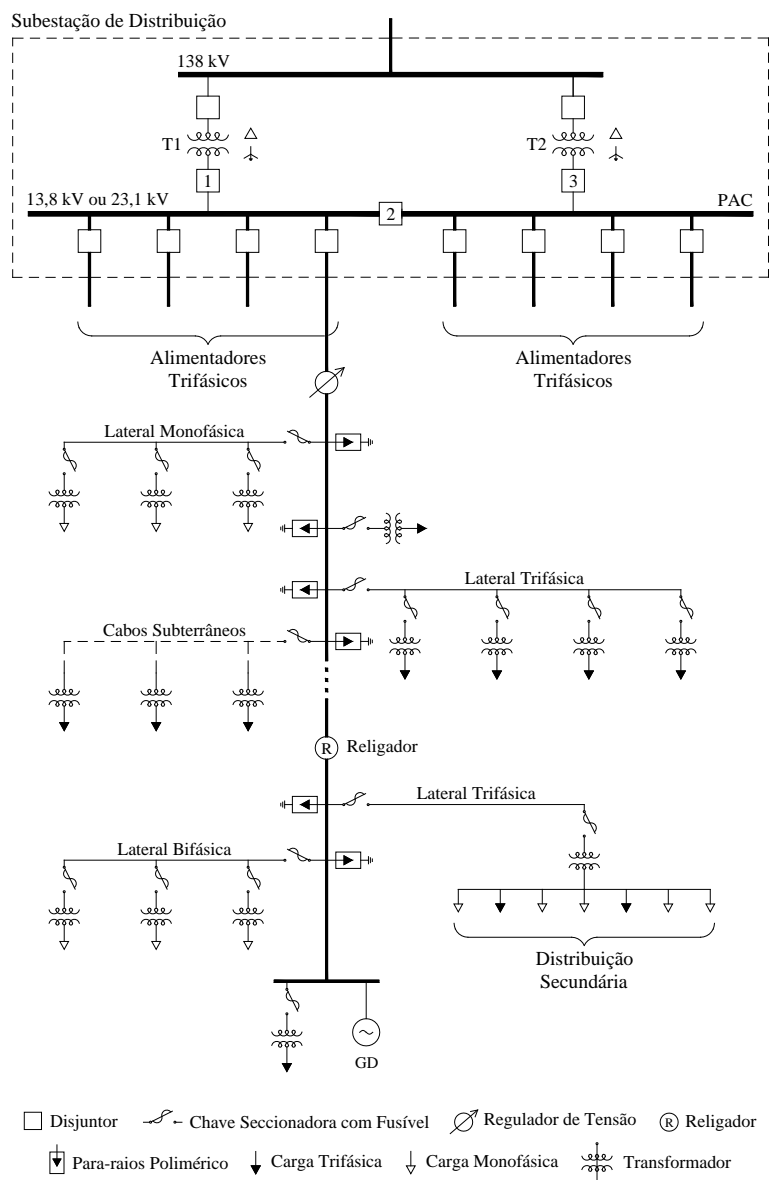 Subestação de Distribuição
138 kV
T1
T2
1
3
13,8 kV ou 23,1 kV
2
PAC
Alimentadores
Trifásicos
Alimentadores
Trifásicos
Lateral Monofásica
Lateral Trifásica
Cabos Subterrâneos
R
Religador
Lateral Trifásica
Lateral Bifásica
Distribuição
Secundária
GD
Disjuntor
Chave Seccionadora com Fusível
Regulador de Tensão
R
Religador
Para-raios Polimérico
Carga Trifásica
Carga Monofásica
Transformador